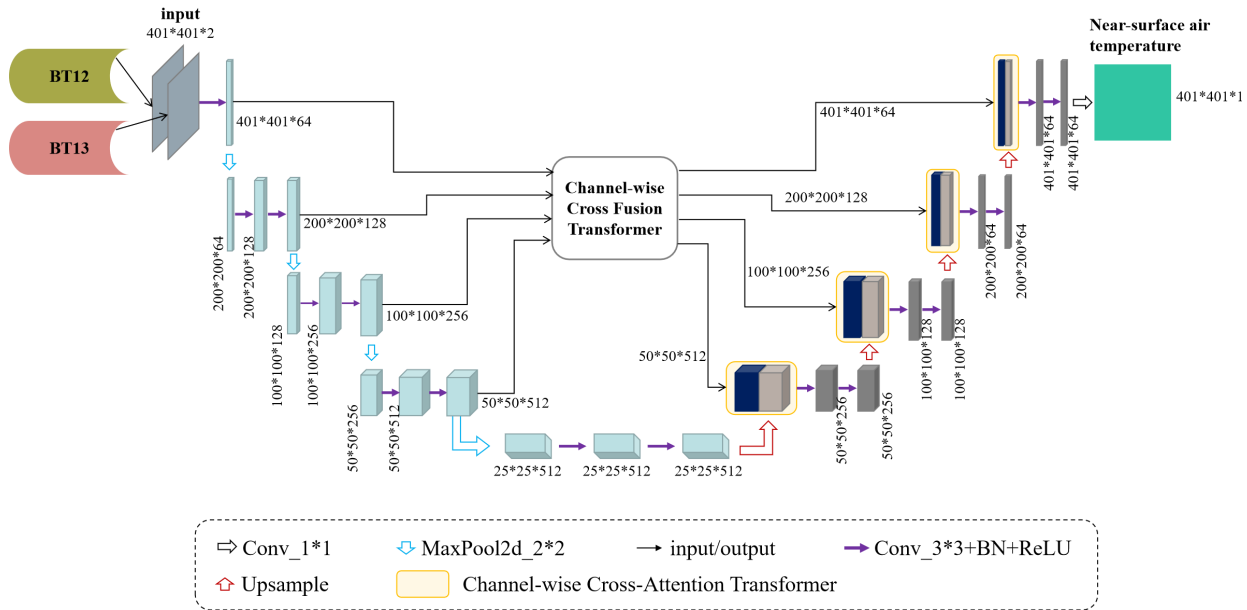 input
401*401*2
BT12
BT13
401*401*64
200*200*64
200*200*128
200*200*128
100*100*128
100*100*256
100*100*256
50*50*256
50*50*512
50*50*512
25*25*512
25*25*512
25*25*512
Channel-wise
Cross Fusion
Transformer
401*401*64
200*200*128
100*100*256
50*50*512
50*50*256
50*50*256
100*100*128
100*100*128
200*200*64
200*200*64
401*401*64
401*401*64
Near-surface air
temperature
401*401*1
Conv_1*1
MaxPool2d_2*2
input/output
Conv_3*3+BN+ReLU
Upsample
Channel-wise Cross-Attention Transformer